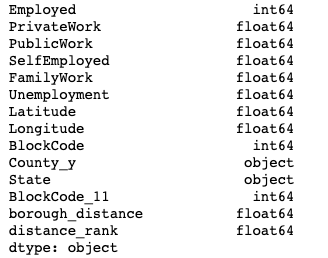 Employed int64
PrivateWork float64
PublicWork float64
SelfEmployed float64
FamilyWork float64
Unemployment float64
Latitude float64
Longitude float64
BlockCode int64
County_y object
State object
BlockCode_11 int64
borough_distance float64
distance_rank float64
dtype: object